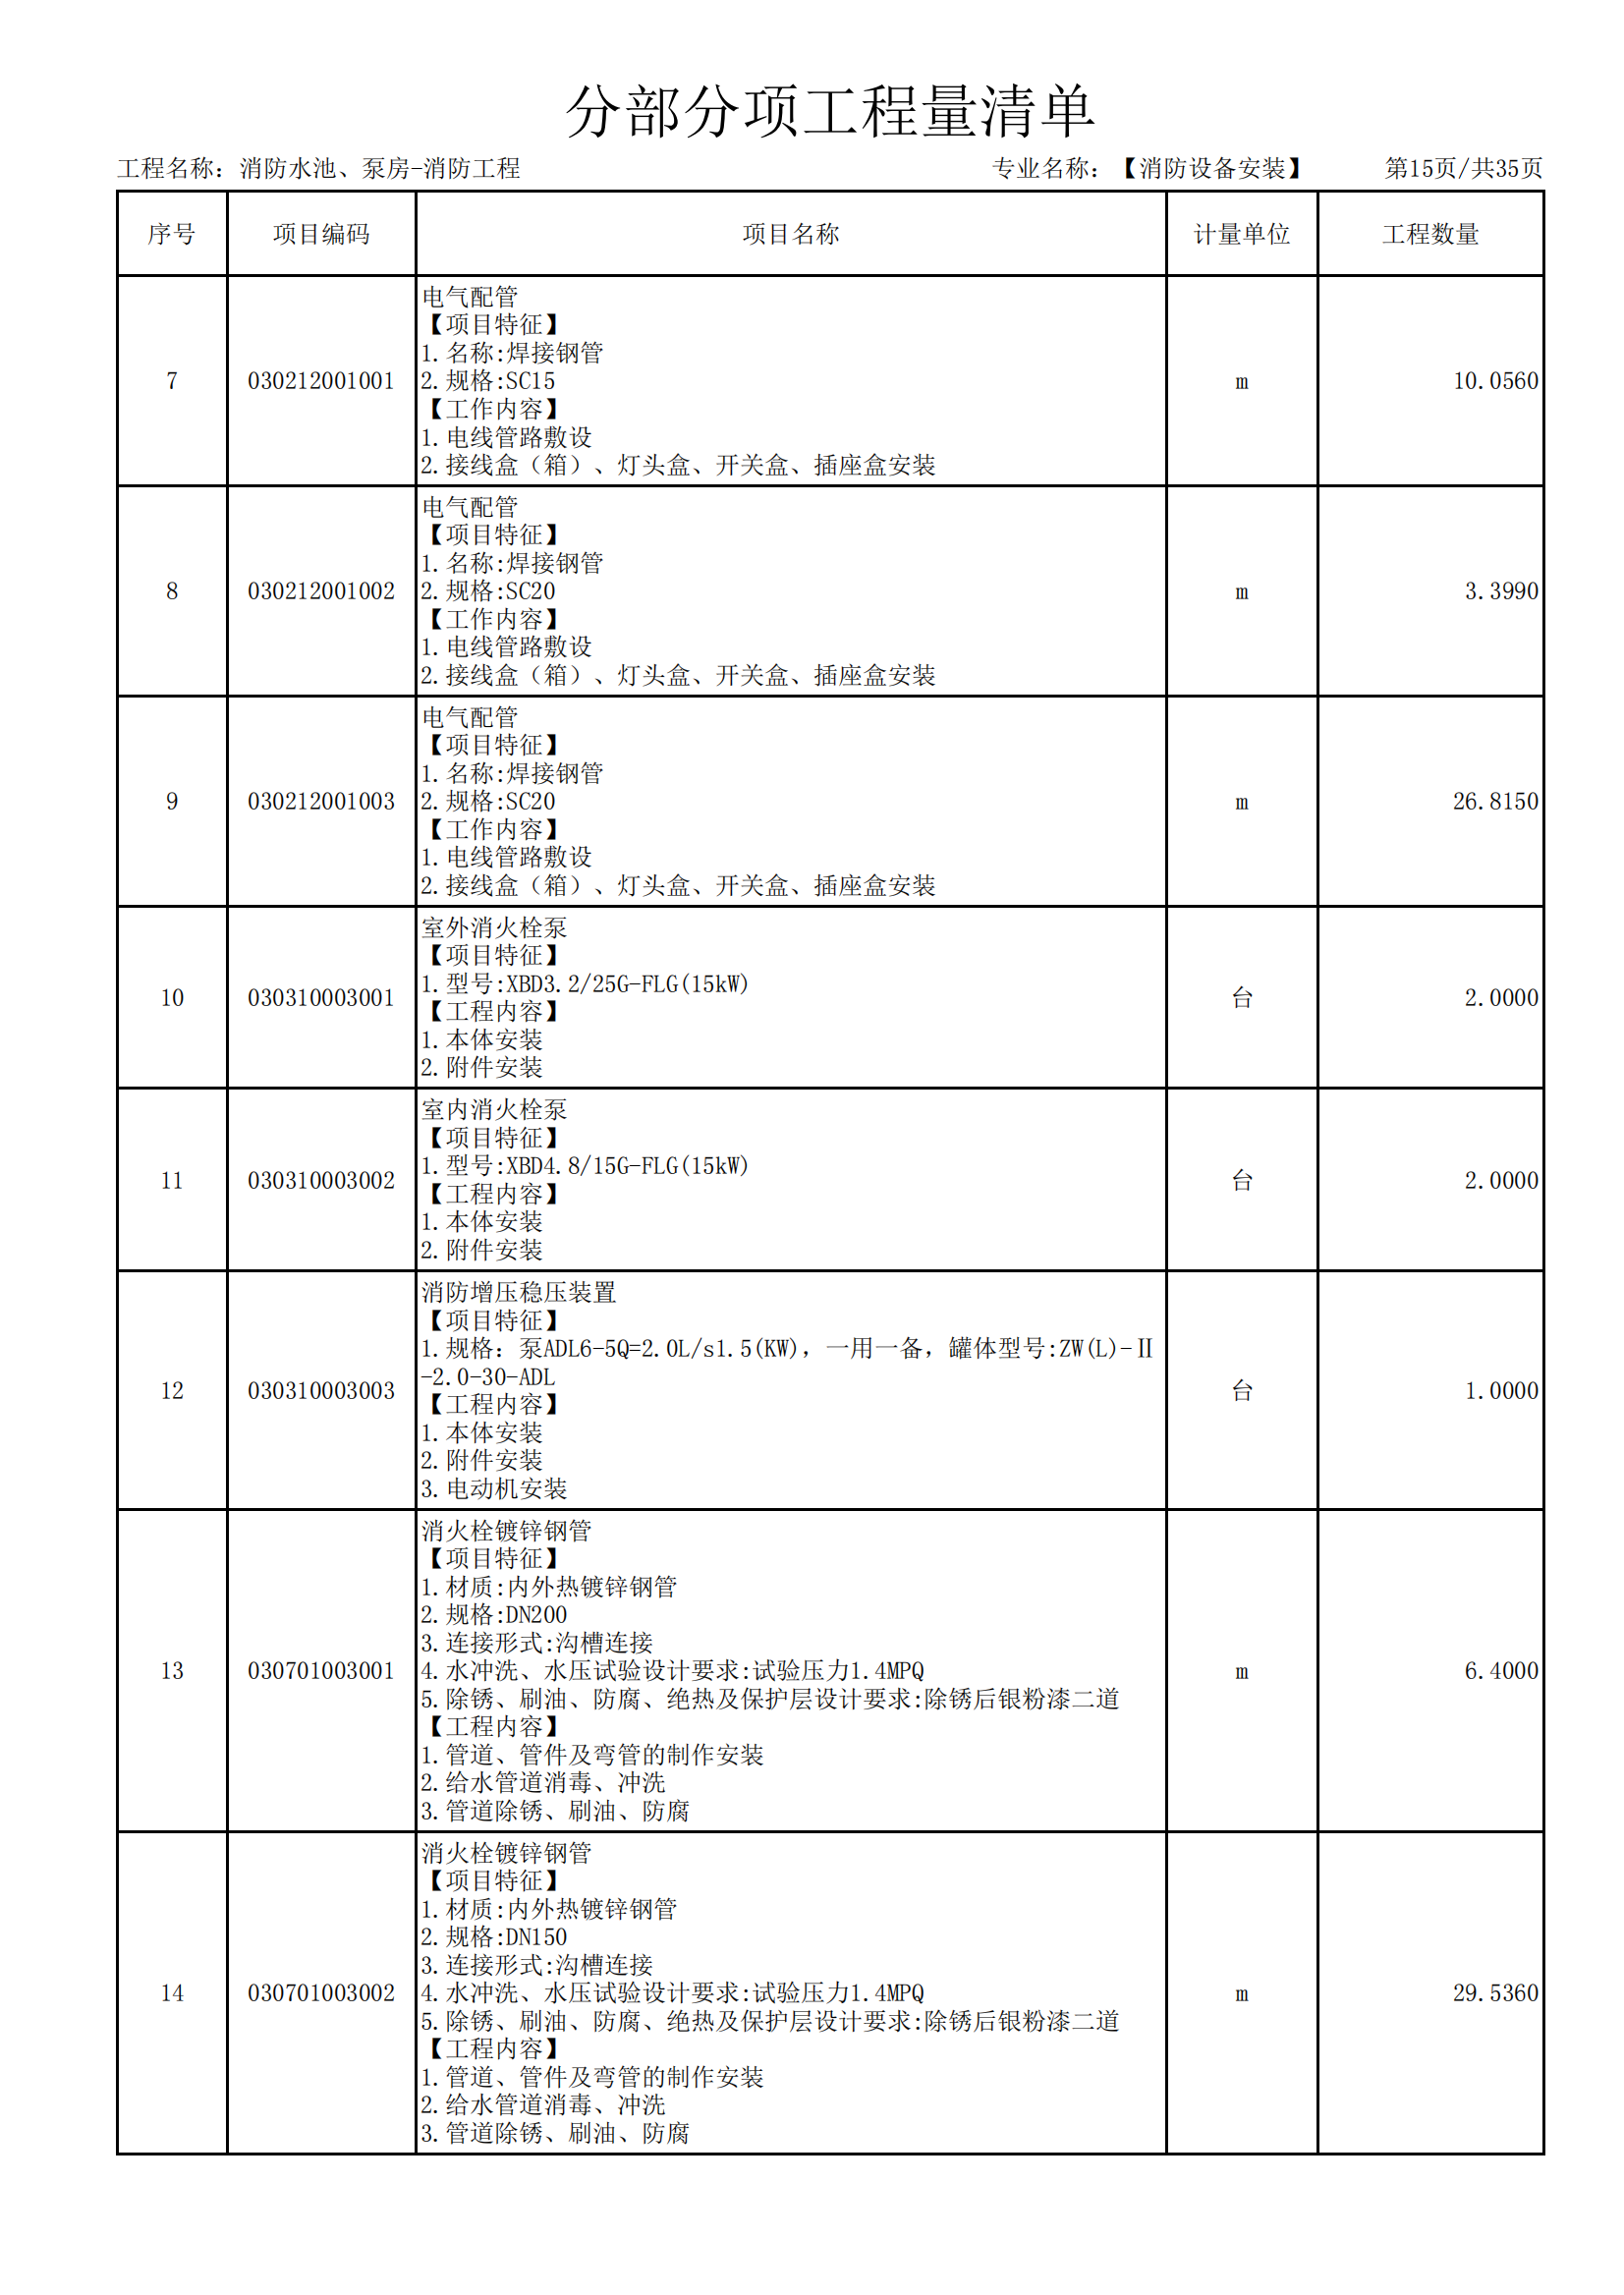 分部分项工程量清单
工程名称：消防水池、泵房-消防工程 专业名称：【消防设备安装】 第15页/共35页
序号 项目编码 项目名称 计量单位 工程数量
电气配管
【项目特征】
1.名称:焊接钢管
7 030212001001 2.规格:SC15 m 10.0560
【工作内容】
1.电线管路敷设
2.接线盒（箱）、灯头盒、开关盒、插座盒安装
电气配管
【项目特征】
1.名称:焊接钢管
8 030212001002 2.规格:SC20 m 3.3990
【工作内容】
1.电线管路敷设
2.接线盒（箱）、灯头盒、开关盒、插座盒安装
电气配管
【项目特征】
1.名称:焊接钢管
9 030212001003 2.规格:SC20 m 26.8150
【工作内容】
1.电线管路敷设
2.接线盒（箱）、灯头盒、开关盒、插座盒安装
室外消火栓泵
【项目特征】
1.型号:XBD3.2/25G-FLG(15kW)
10 030310003001 【工程内容】 台 2.0000
1.本体安装
2.附件安装
室内消火栓泵
【项目特征】
1.型号:XBD4.8/15G-FLG(15kW)
11 030310003002 【工程内容】 台 2.0000
1.本体安装
2.附件安装
消防增压稳压装置
【项目特征】
1.规格：泵ADL6-5Q=2.0L/s1.5(KW)，一用一备，罐体型号:ZW(L)-Ⅱ
-2.0-30-ADL
12 030310003003 【工程内容】 台 1.0000
1.本体安装
2.附件安装
3.电动机安装
消火栓镀锌钢管
【项目特征】
1.材质:内外热镀锌钢管
2.规格:DN200
3.连接形式:沟槽连接
13 030701003001 4.水冲洗、水压试验设计要求:试验压力1.4MPQ m 6.4000
5.除锈、刷油、防腐、绝热及保护层设计要求:除锈后银粉漆二道
【工程内容】
1.管道、管件及弯管的制作安装
2.给水管道消毒、冲洗
3.管道除锈、刷油、防腐
消火栓镀锌钢管
【项目特征】
1.材质:内外热镀锌钢管
2.规格:DN150
3.连接形式:沟槽连接
14 030701003002 4.水冲洗、水压试验设计要求:试验压力1.4MPQ m 29.5360
5.除锈、刷油、防腐、绝热及保护层设计要求:除锈后银粉漆二道
【工程内容】
1.管道、管件及弯管的制作安装
2.给水管道消毒、冲洗
3.管道除锈、刷油、防腐